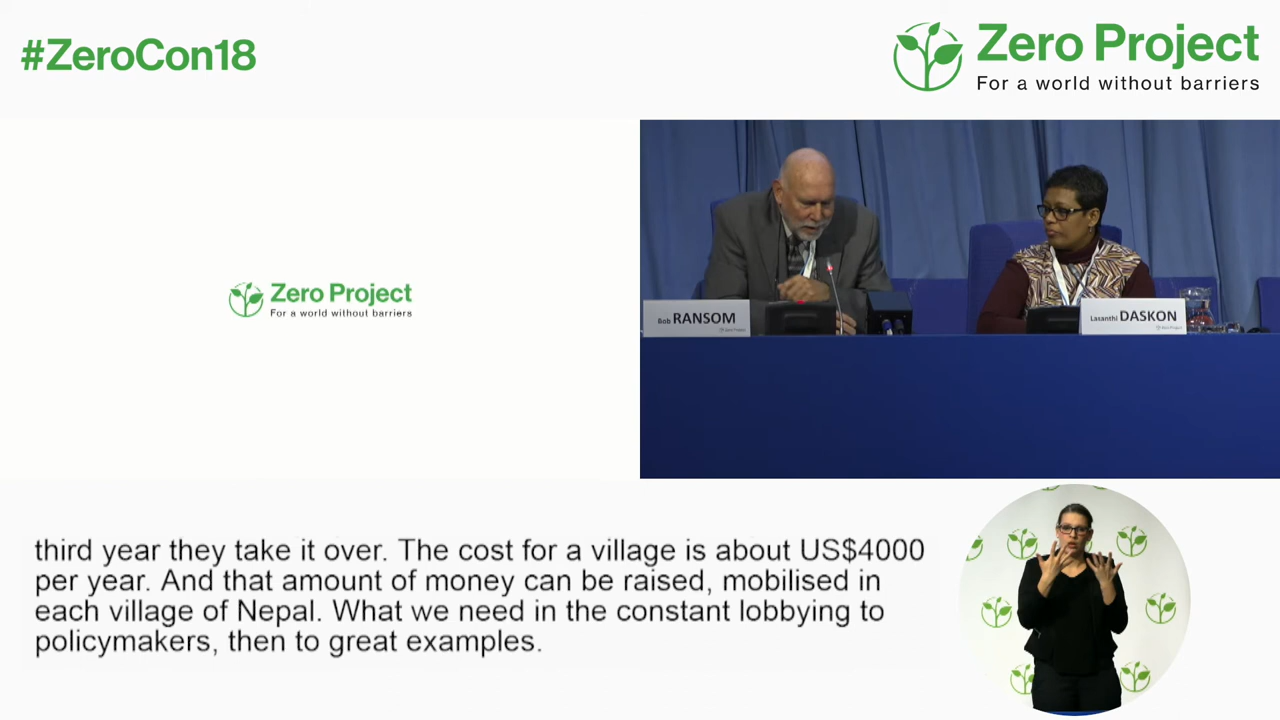 #ZeroCon18
Zero Project
For a world without barriers
Zero Project
For a world without barriers
Bob RANSOM
Lasanthi DASKON
third year they take it over. The cost for a village is about US$4000
per year. And that amount of money can be raised, mobilised in
each village of Nepal. What we need in the constant lobbying to
policymakers, then to great examples.